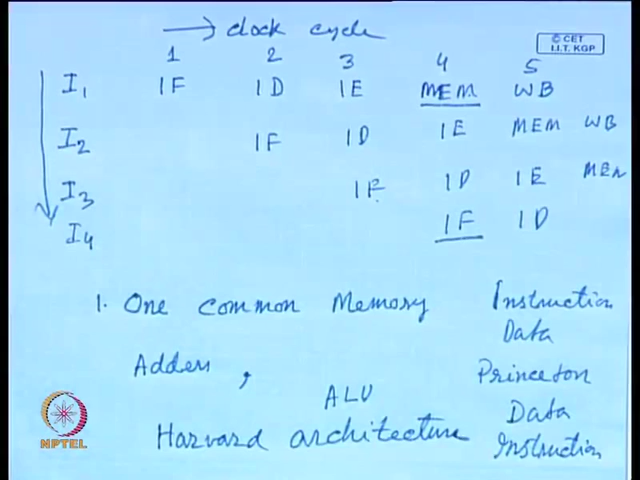 → clock cycle
© CET
I.I.T. KGP
1 2 3 4 5
I1 IF ID IE MEM WB
I2 IF ID IE MEM WB
I3 IF ID IE MEM
I4 IF ID
1. One common Memory Instruction
Data
Adders, Princeton
ALU Data
Harvard architecture Instruction
NPTEL